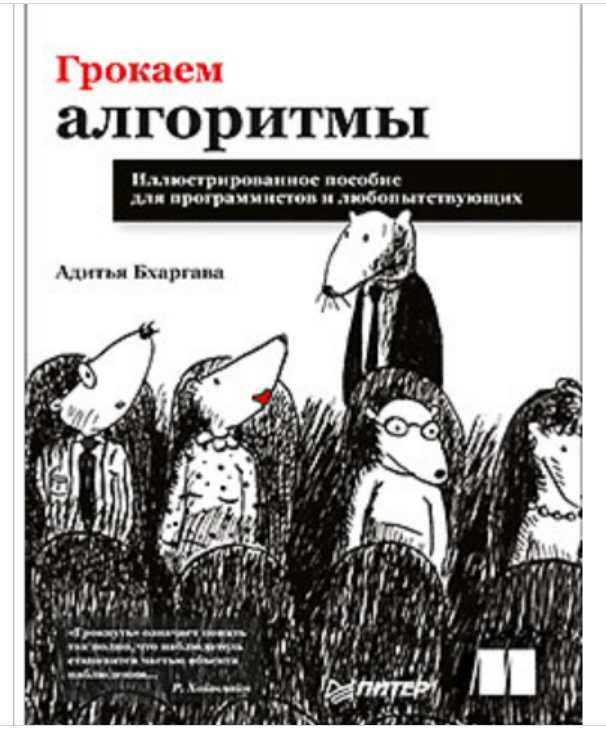 Грокаем
алгоритмы
Иллюстрированное пособие
для программистов и любопытствующих
Адитья Бхаргава
«Грокнуть» означает понять
так полно, что наблюдатель
становится частью объекта
наблюдения...
Р. Хайнлайн
ПИТЕР